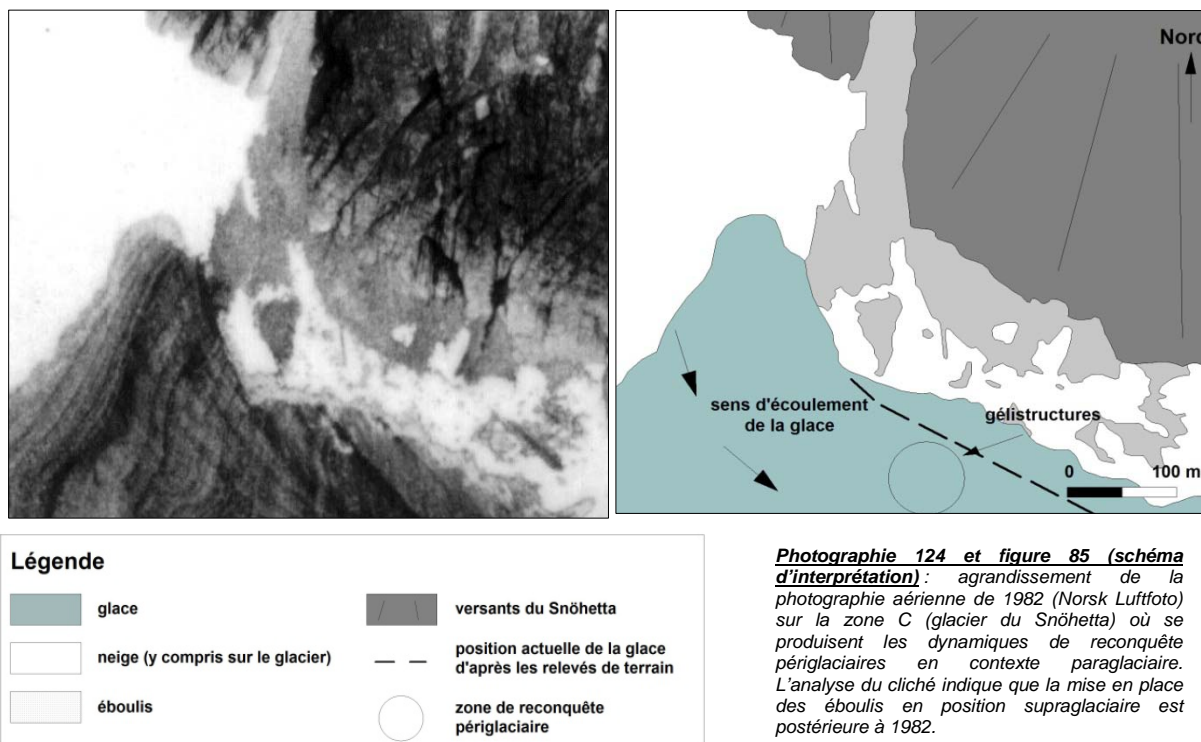 Nord
sens d'écoulement
de la glace
gélistructures
0 100 m
Légende
glace
neige (y compris sur le glacier)
éboulis
versants du Snöhetta
position actuelle de la glace
d'après les relevés de terrain
zone de reconquête
périglaciaire
Photographie 124 et figure 85 (schéma
d'interprétation) : agrandissement de la
photographie aérienne de 1982 (Norsk Luftfoto)
sur la zone C (glacier du Snöhetta) où se
produisent les dynamiques de reconquête
périglaciaires en contexte paraglaciaire.
L'analyse du cliché indique que la mise en place
des éboulis en position supraglaciaire est
postérieure à 1982.